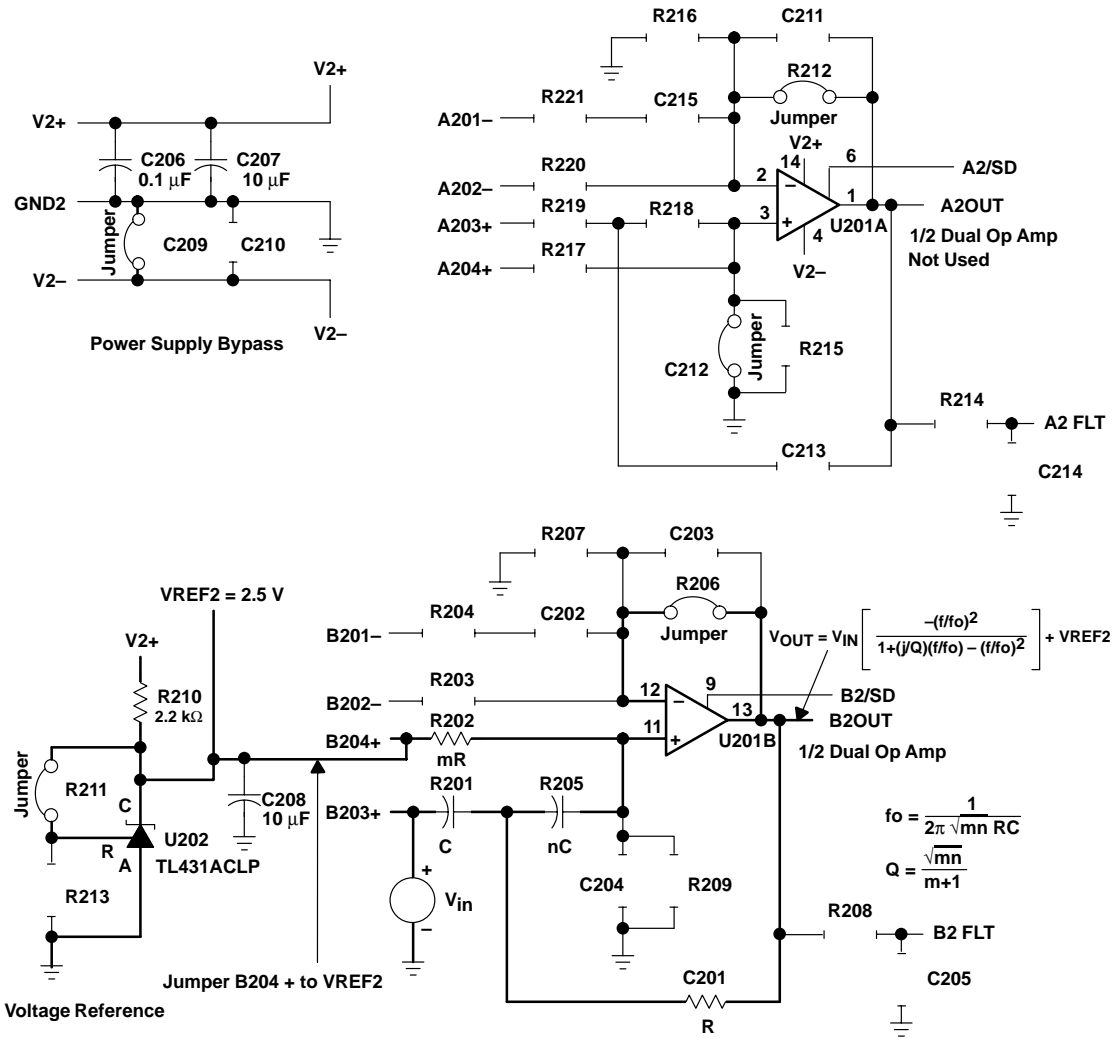 V2+
V2+
C206
0.1 μF
C207
10 μF
GND2
Jumper
C209
C210
V2–
V2–
Power Supply Bypass
R216
C211
R212
Jumper
R221
C215
A201–
V2+
14
6
A2/SD
R220
A202–
2
–
1
A2OUT
R219
R218
A203+
3
+
U201A
R217
A204+
4
V2–
1/2 Dual Op Amp
Not Used
Jumper
C212
R215
R214
A2 FLT
C213
C214
R207
C203
VREF2 = 2.5 V
R206
Jumper
R204
C202
B201–
VOUT = VIN [ –(f/fo)2 / 1+(j/Q)(f/fo) – (f/fo)2 ] + VREF2
V2+
R210
2.2 kΩ
R203
B202–
12
–
9
B2/SD
13
B2OUT
R202
B204+
mR
11
+
U201B
1/2 Dual Op Amp
Jumper
R211
C208
10 μF
R201
R205
B203+
C
nC
C
U202
R
A
TL431ACLP
fo = 1 / 2π √mn RC
Q = √mn / m+1
R213
+
Vin
–
C204
R209
R208
B2 FLT
C205
Jumper B204 + to VREF2
C201
R
Voltage Reference